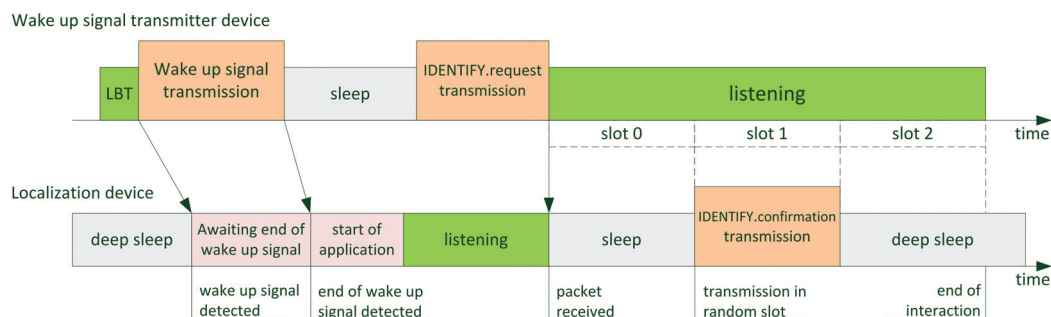 Wake up signal transmitter device
LBT
Wake up signal
transmission
sleep
IDENTIFY.request
transmission
listening
slot 0
slot 1
slot 2
time
Localization device
deep sleep
Awaiting end of
wake up signal
start of
application
listening
sleep
IDENTIFY.confirmation
transmission
deep sleep
time
wake up signal
detected
end of wake up
signal detected
packet
received
transmission in
random slot
end of
interaction